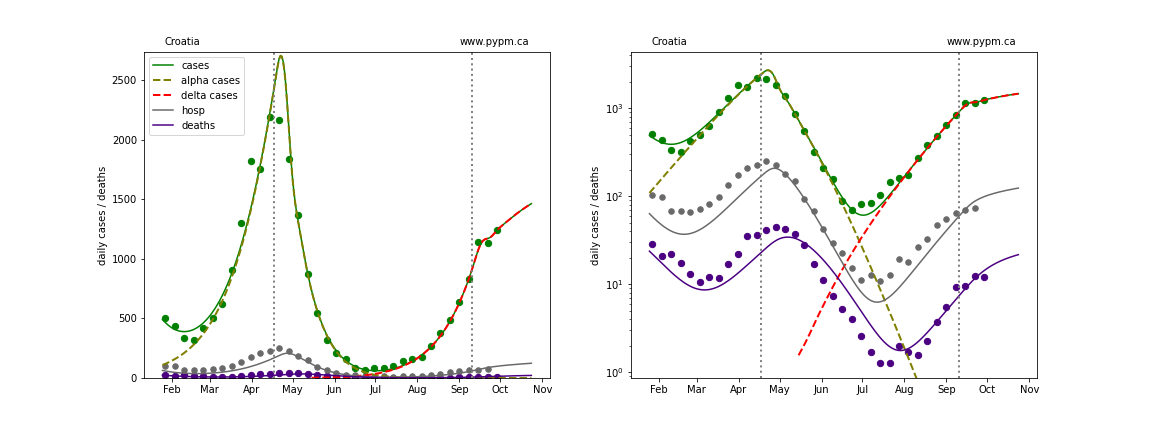 Croatia www.pypm.ca
daily cases / deaths
2500
2000
1500
1000
500
0
cases
alpha cases
delta cases
hosp
deaths
Feb Mar Apr May Jun Jul Aug Sep Oct Nov
Croatia www.pypm.ca
daily cases / deaths
10³
10²
10¹
10⁰
Feb Mar Apr May Jun Jul Aug Sep Oct Nov